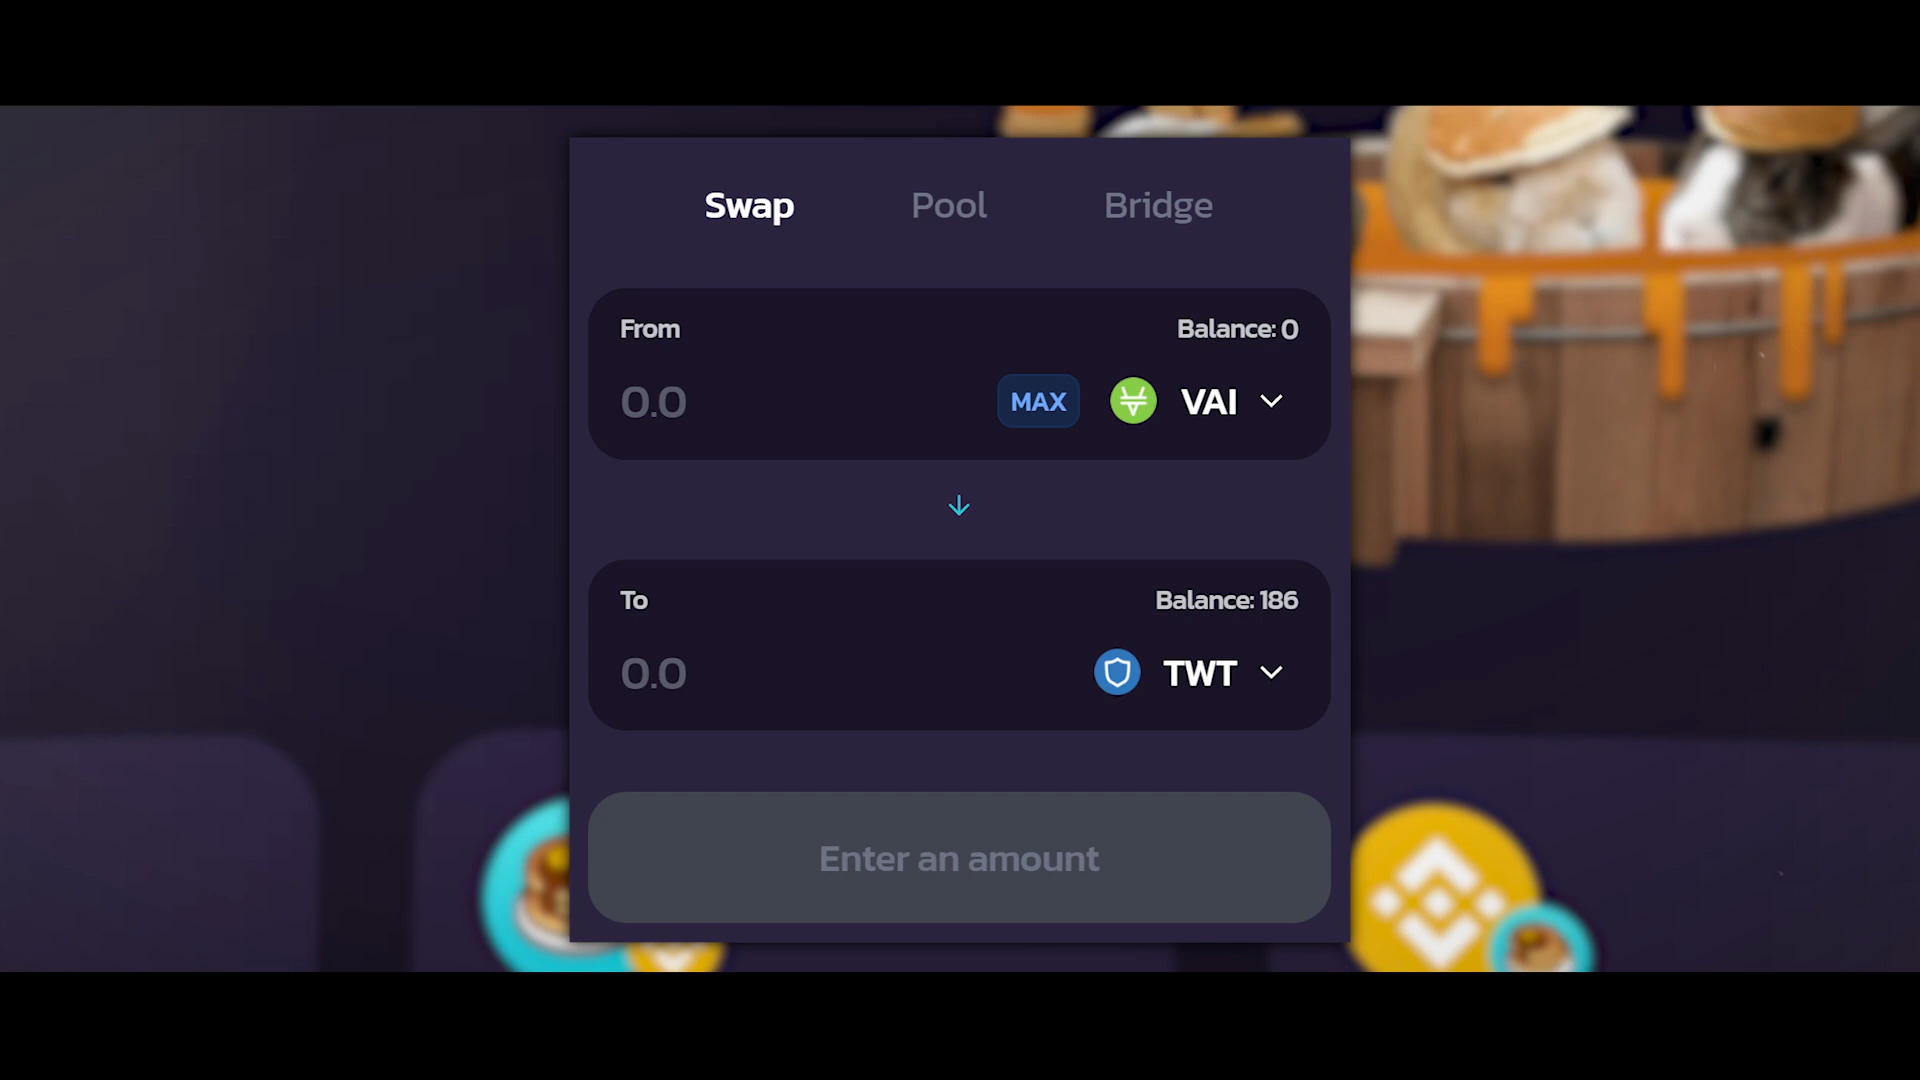 Swap Pool Bridge
From Balance: 0
0.0 MAX VAI
To Balance: 186
0.0 TWT
Enter an amount